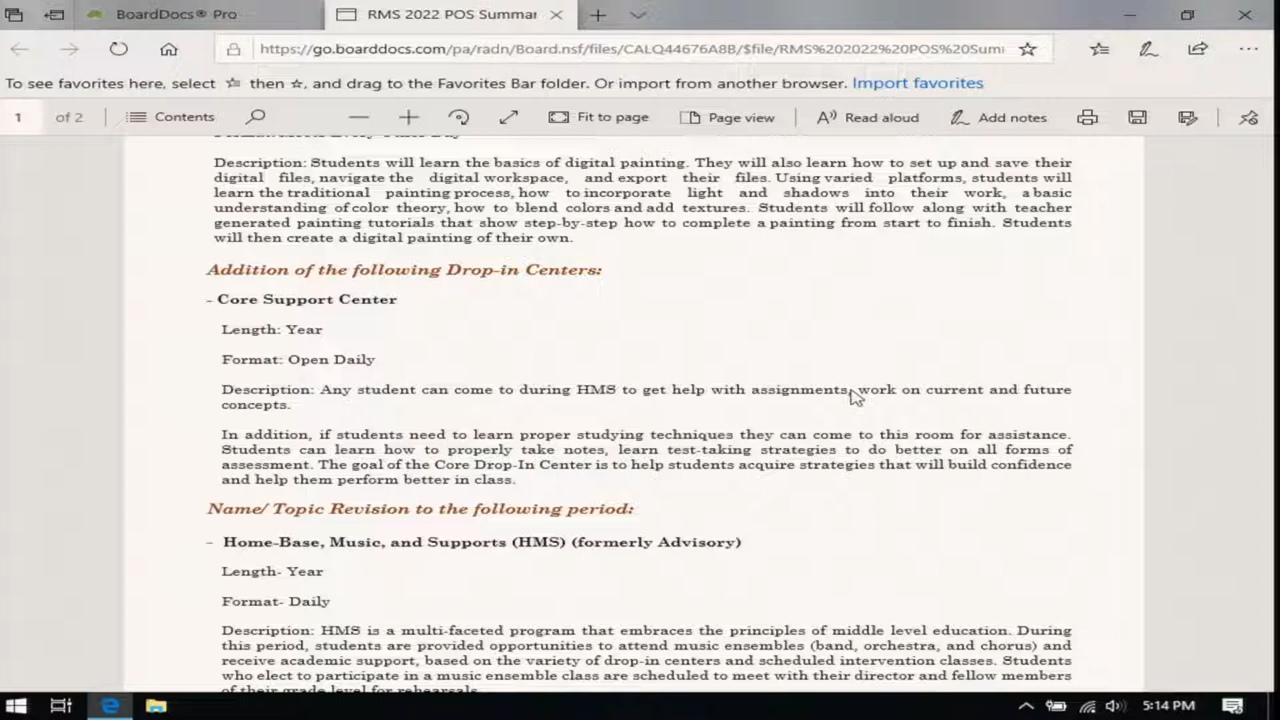 BoardDocs® Pro
RMS 2022 POS Summar
https://go.boarddocs.com/pa/radn/Board.nsf/files/CALQ44676A8B/$file/RMS%202022%20POS%20Sumi
To see favorites here, select then, and drag to the Favorites Bar folder. Or import from another browser. Import favorites
1 of 2 Contents Fit to page Page view Read aloud Add notes
Description: Students will learn the basics of digital painting. They will also learn how to set up and save their
digital files, navigate the digital workspace, and export their files. Using varied platforms, students will
learn the traditional painting process, how to incorporate light and shadows into their work, a basic
understanding of color theory, how to blend colors and add textures. Students will follow along with teacher
generated painting tutorials that show step-by-step how to complete a painting from start to finish. Students
will then create a digital painting of their own.
Addition of the following Drop-in Centers:
- Core Support Center
Length: Year
Format: Open Daily
Description: Any student can come to during HMS to get help with assignments, work on current and future
concepts.
In addition, if students need to learn proper studying techniques they can come to this room for assistance.
Students can learn how to properly take notes, learn test-taking strategies to do better on all forms of
assessment. The goal of the Core Drop-In Center is to help students acquire strategies that will build confidence
and help them perform better in class.
Name/ Topic Revision to the following period:
- Home-Base, Music, and Supports (HMS) (formerly Advisory)
Length- Year
Format- Daily
Description: HMS is a multi-faceted program that embraces the principles of middle level education. During
this period, students are provided opportunities to attend music ensembles (band, orchestra, and chorus) and
receive academic support, based on the variety of drop-in centers and scheduled intervention classes. Students
who elect to participate in a music ensemble class are scheduled to meet with their director and fellow members
of their grade level for rehearsals.
5:14 PM